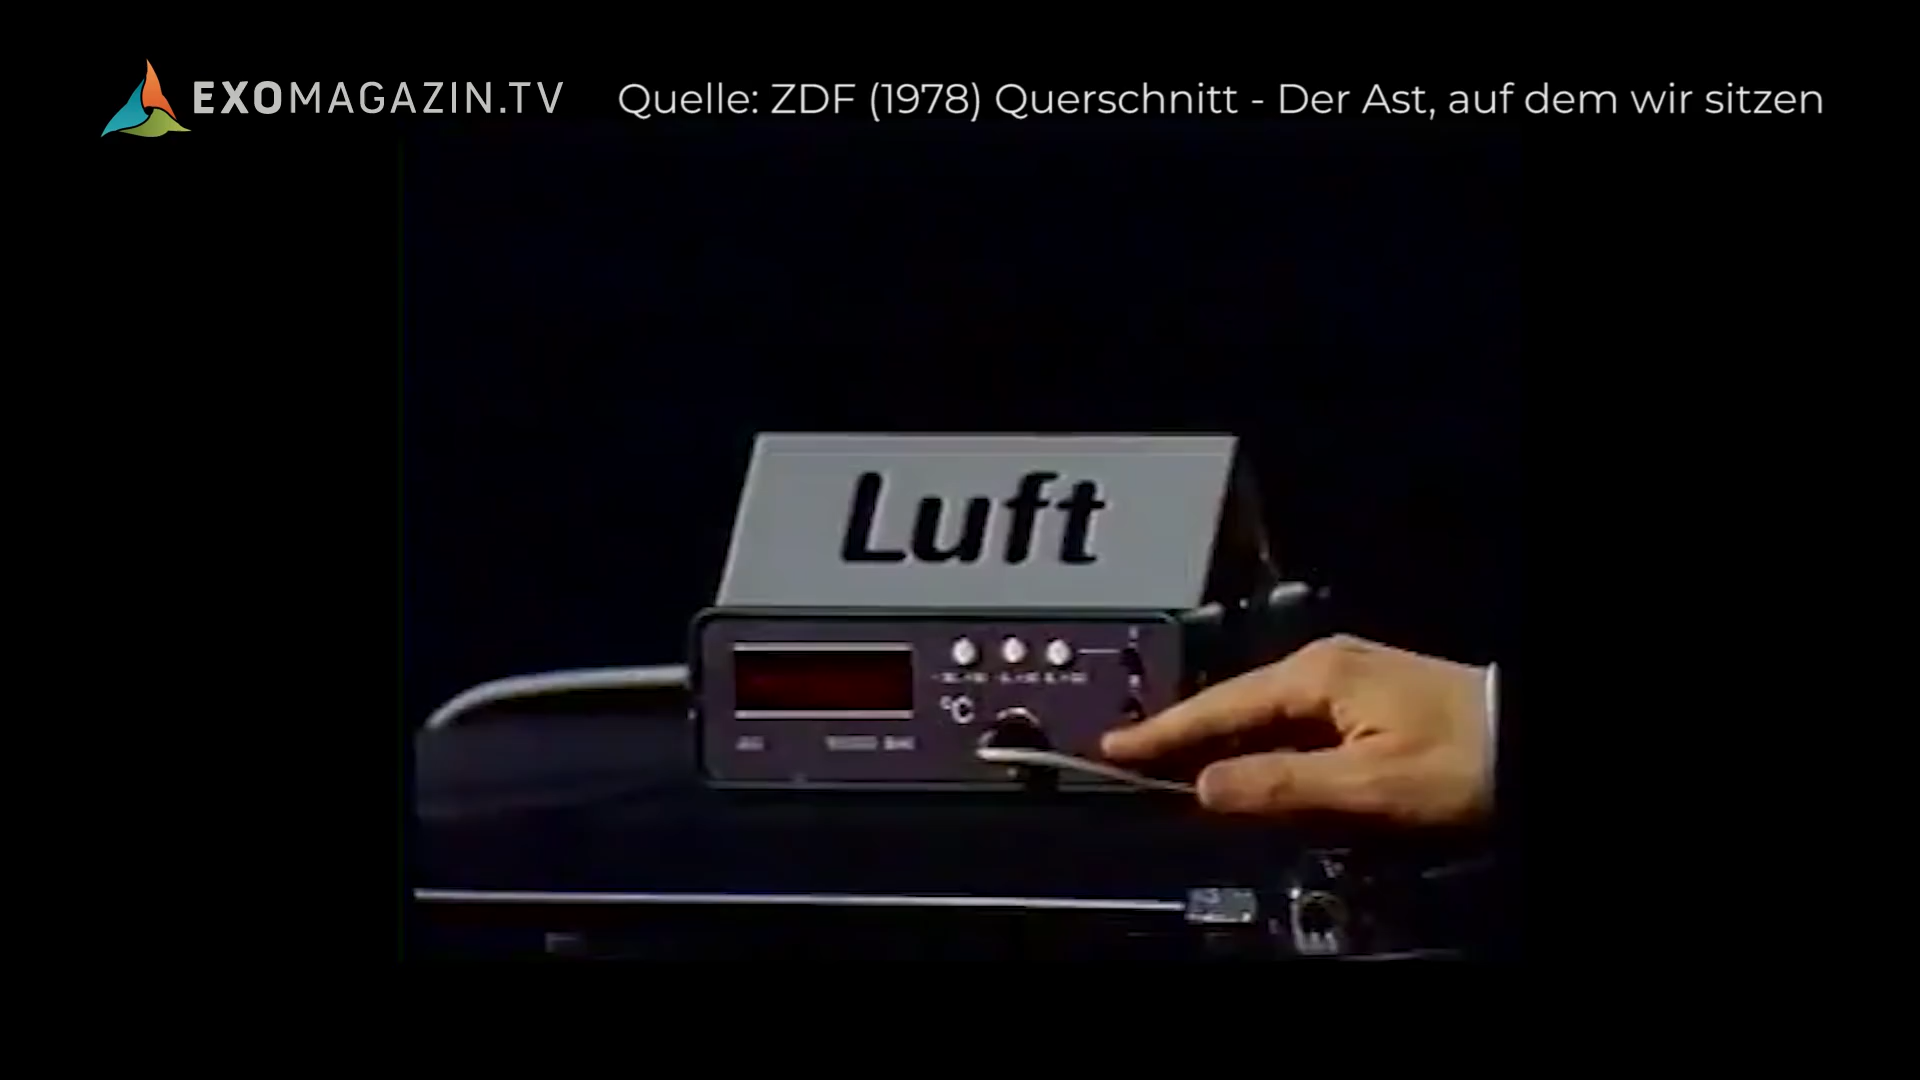 EXOMAGAZIN.TV
Quelle: ZDF (1978) Querschnitt - Der Ast, auf dem wir sitzen
Luft
°C